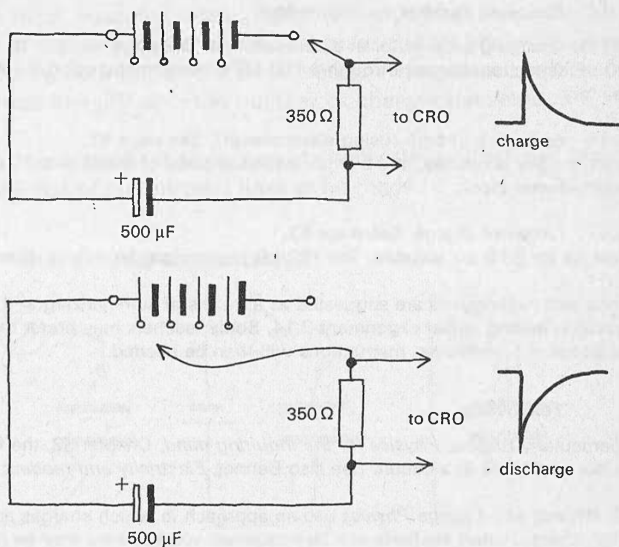 350 Ω
to CRO
charge
+
500 µF
350 Ω
to CRO
discharge
+
500 µF